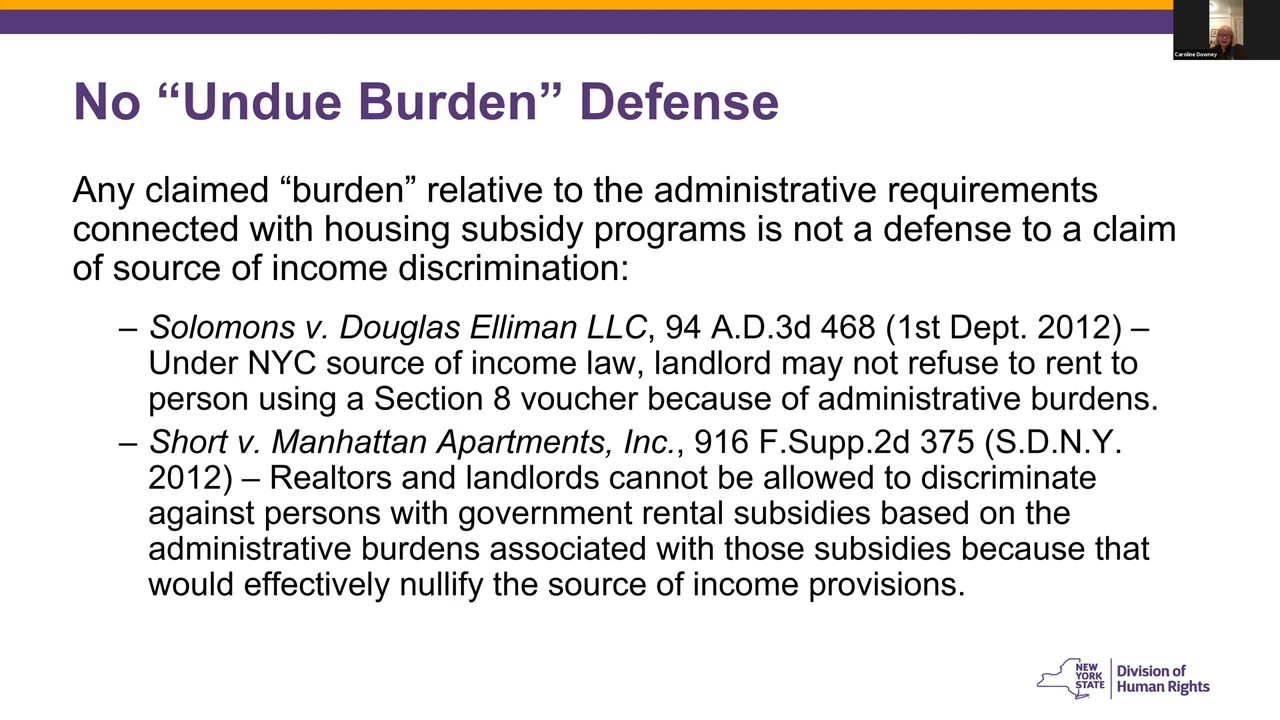 Caroline Downey
No “Undue Burden” Defense
Any claimed “burden” relative to the administrative requirements
connected with housing subsidy programs is not a defense to a claim
of source of income discrimination:
– Solomons v. Douglas Elliman LLC, 94 A.D.3d 468 (1st Dept. 2012) –
Under NYC source of income law, landlord may not refuse to rent to
person using a Section 8 voucher because of administrative burdens.
– Short v. Manhattan Apartments, Inc., 916 F.Supp.2d 375 (S.D.N.Y.
2012) – Realtors and landlords cannot be allowed to discriminate
against persons with government rental subsidies based on the
administrative burdens associated with those subsidies because that
would effectively nullify the source of income provisions.
NEW
YORK
STATE
Division of
Human Rights